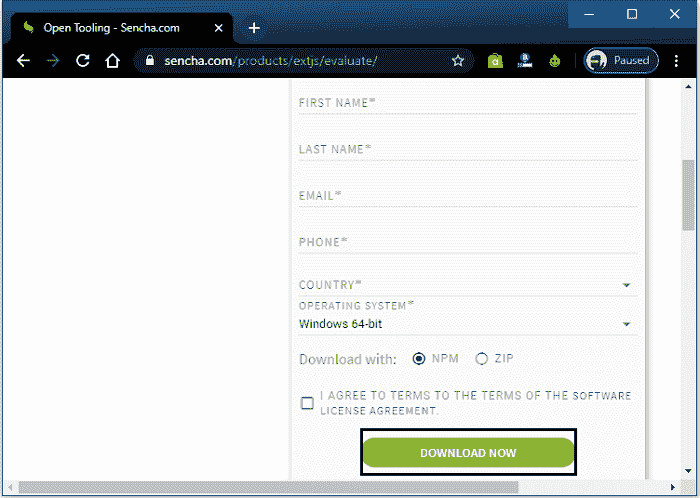 Open Tooling - Sencha.com
sencha.com/products/extjs/evaluate/
Paused
FIRST NAME*
LAST NAME*
EMAIL*
PHONE*
COUNTRY*
OPERATING SYSTEM*
Windows 64-bit
Download with: NPM ZIP
I AGREE TO TERMS TO THE TERMS OF THE SOFTWARE
LICENSE AGREEMENT.
DOWNLOAD NOW